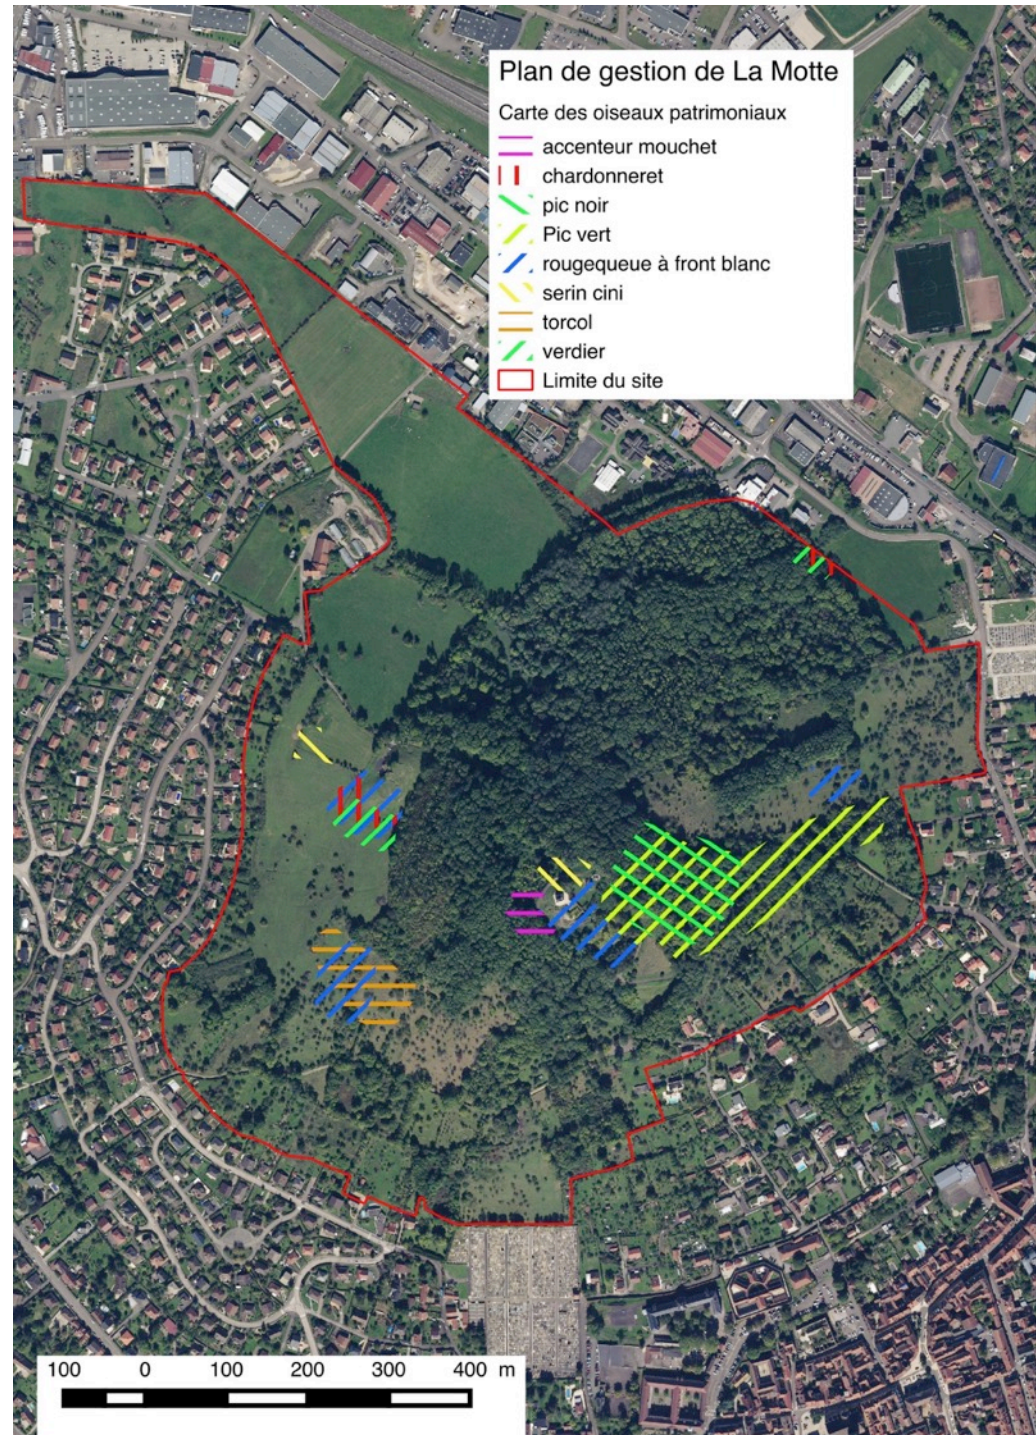 Plan de gestion de La Motte
Carte des oiseaux patrimoniaux
accenteur mouchet
chardonneret
pic noir
Pic vert
rougequeue à front blanc
serin cini
torcol
verdier
Limite du site
100 0 100 200 300 400 m